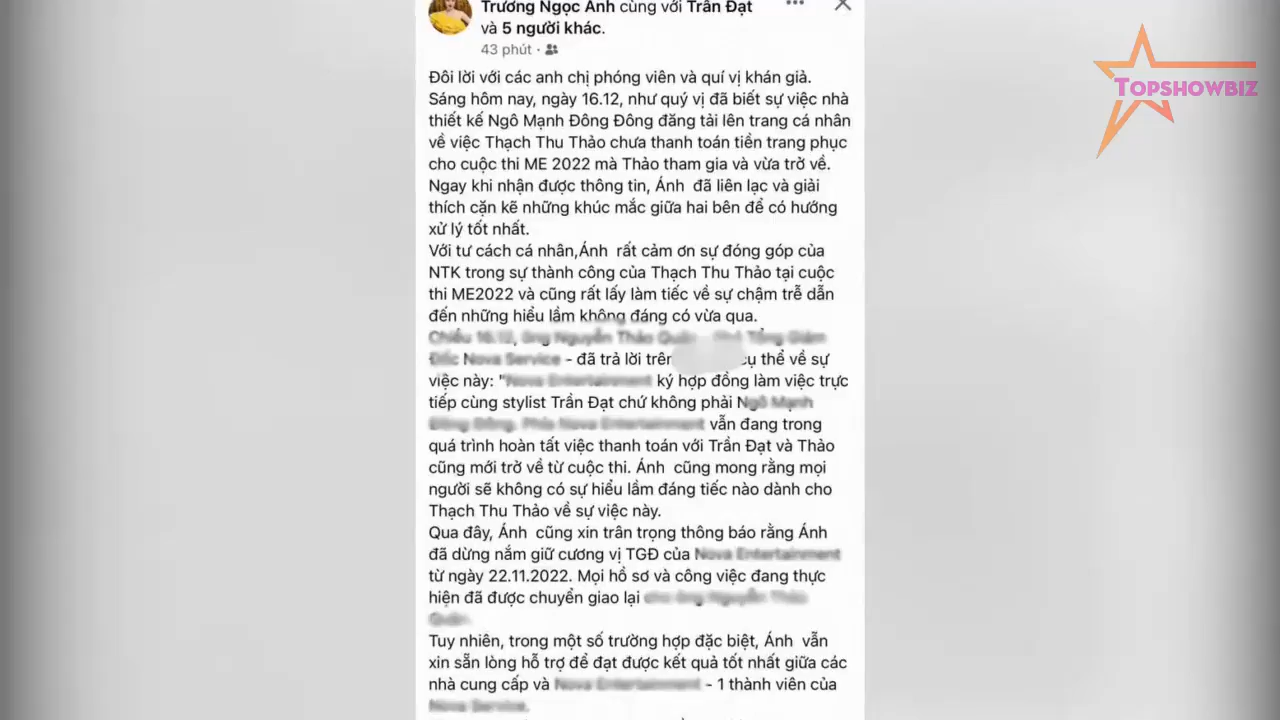 Trương Ngọc Ánh cùng với Trần Đạt
và 5 người khác.
43 phút ·
TOPSHOWBIZ
Đôi lời với các anh chị phóng viên và quí vị khán giả.
Sáng hôm nay, ngày 16.12, như quý vị đã biết sự việc nhà
thiết kế Ngô Mạnh Đông Đông đăng tải lên trang cá nhân
về việc Thạch Thu Thảo chưa thanh toán tiền trang phục
cho cuộc thi ME 2022 mà Thảo tham gia và vừa trở về.
Ngay khi nhận được thông tin, Ánh đã liên lạc và giải
thích cặn kẽ những khúc mắc giữa hai bên để có hướng
xử lý tốt nhất.
Với tư cách cá nhân,Ánh rất cảm ơn sự đóng góp của
NTK trong sự thành công của Thạch Thu Thảo tại cuộc
thi ME2022 và cũng rất lấy làm tiếc về sự chậm trễ dẫn
đến những hiểu lầm không đáng có vừa qua.
- đã trả lời trên cụ thể về sự
việc này: " ký hợp đồng làm việc trực
tiếp cùng stylist Trần Đạt chứ không phải
vẫn đang trong
quá trình hoàn tất việc thanh toán với Trần Đạt và Thảo
cũng mới trở về từ cuộc thi. Ánh cũng mong rằng mọi
người sẽ không có sự hiểu lầm đáng tiếc nào dành cho
Thạch Thu Thảo về sự việc này.
Qua đây, Ánh cũng xin trân trọng thông báo rằng Ánh
đã dừng nắm giữ cương vị TGĐ của
từ ngày 22.11.2022. Mọi hồ sơ và công việc đang thực
hiện đã được chuyển giao lại
Tuy nhiên, trong một số trường hợp đặc biệt, Ánh vẫn
xin sẵn lòng hỗ trợ để đạt được kết quả tốt nhất giữa các
nhà cung cấp và - 1 thành viên của